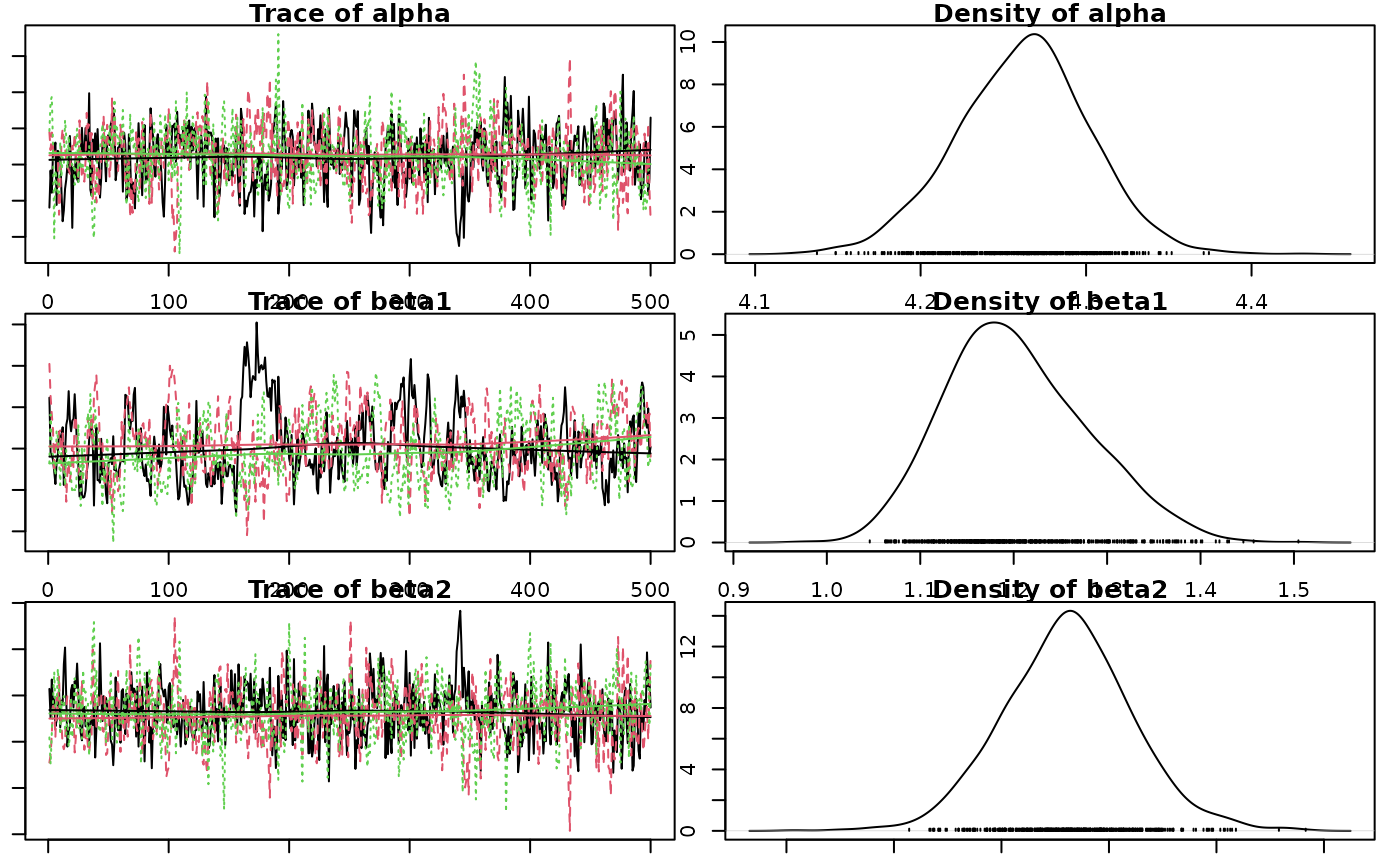 Trace of alpha
Density of alpha
0 2 4 6 8 10
0 100 200 300 400 500
4.1 4.2 4.3 4.4
Trace of beta1
Density of beta1
0 1 2 3 4 5
0 100 200 300 400 500
0.9 1.0 1.1 1.2 1.3 1.4 1.5
Trace of beta2
Density of beta2
0 4 8 12